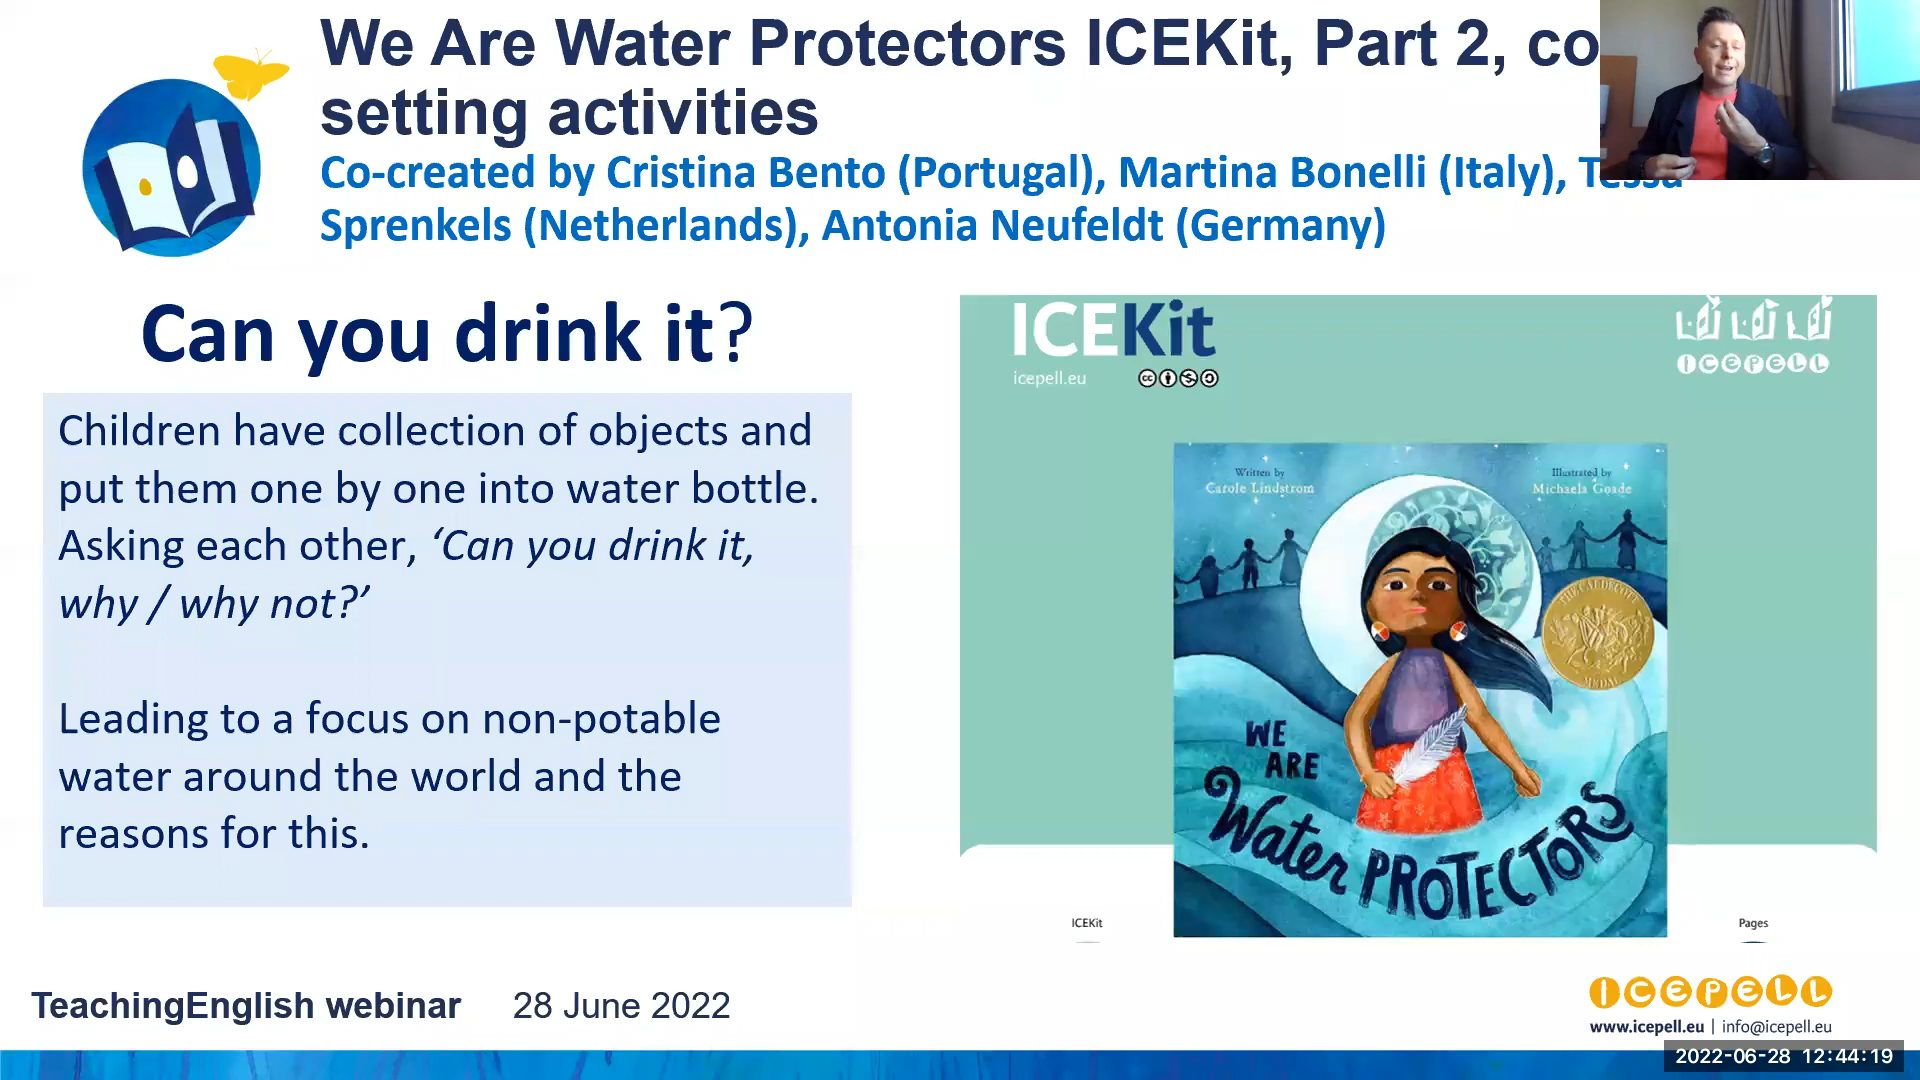 We Are Water Protectors ICEKit, Part 2, co
setting activities
Co-created by Cristina Bento (Portugal), Martina Bonelli (Italy), Tessa
Sprenkels (Netherlands), Antonia Neufeldt (Germany)
Can you drink it?
Children have collection of objects and
put them one by one into water bottle.
Asking each other, ‘Can you drink it,
why / why not?’
Leading to a focus on non-potable
water around the world and the
reasons for this.
ICEKit
icepell.eu
cc
ICEPELL
Written by
Carole Lindstrom
Illustrated by
Michaela Goade
THE CALDECOTT
MEDAL
WE
ARE
Water PROTECTORS
ICEKit
Pages
TeachingEnglish webinar 28 June 2022
ICEPELL
www.icepell.eu | info@icepell.eu
2022-06-28 12:44:19